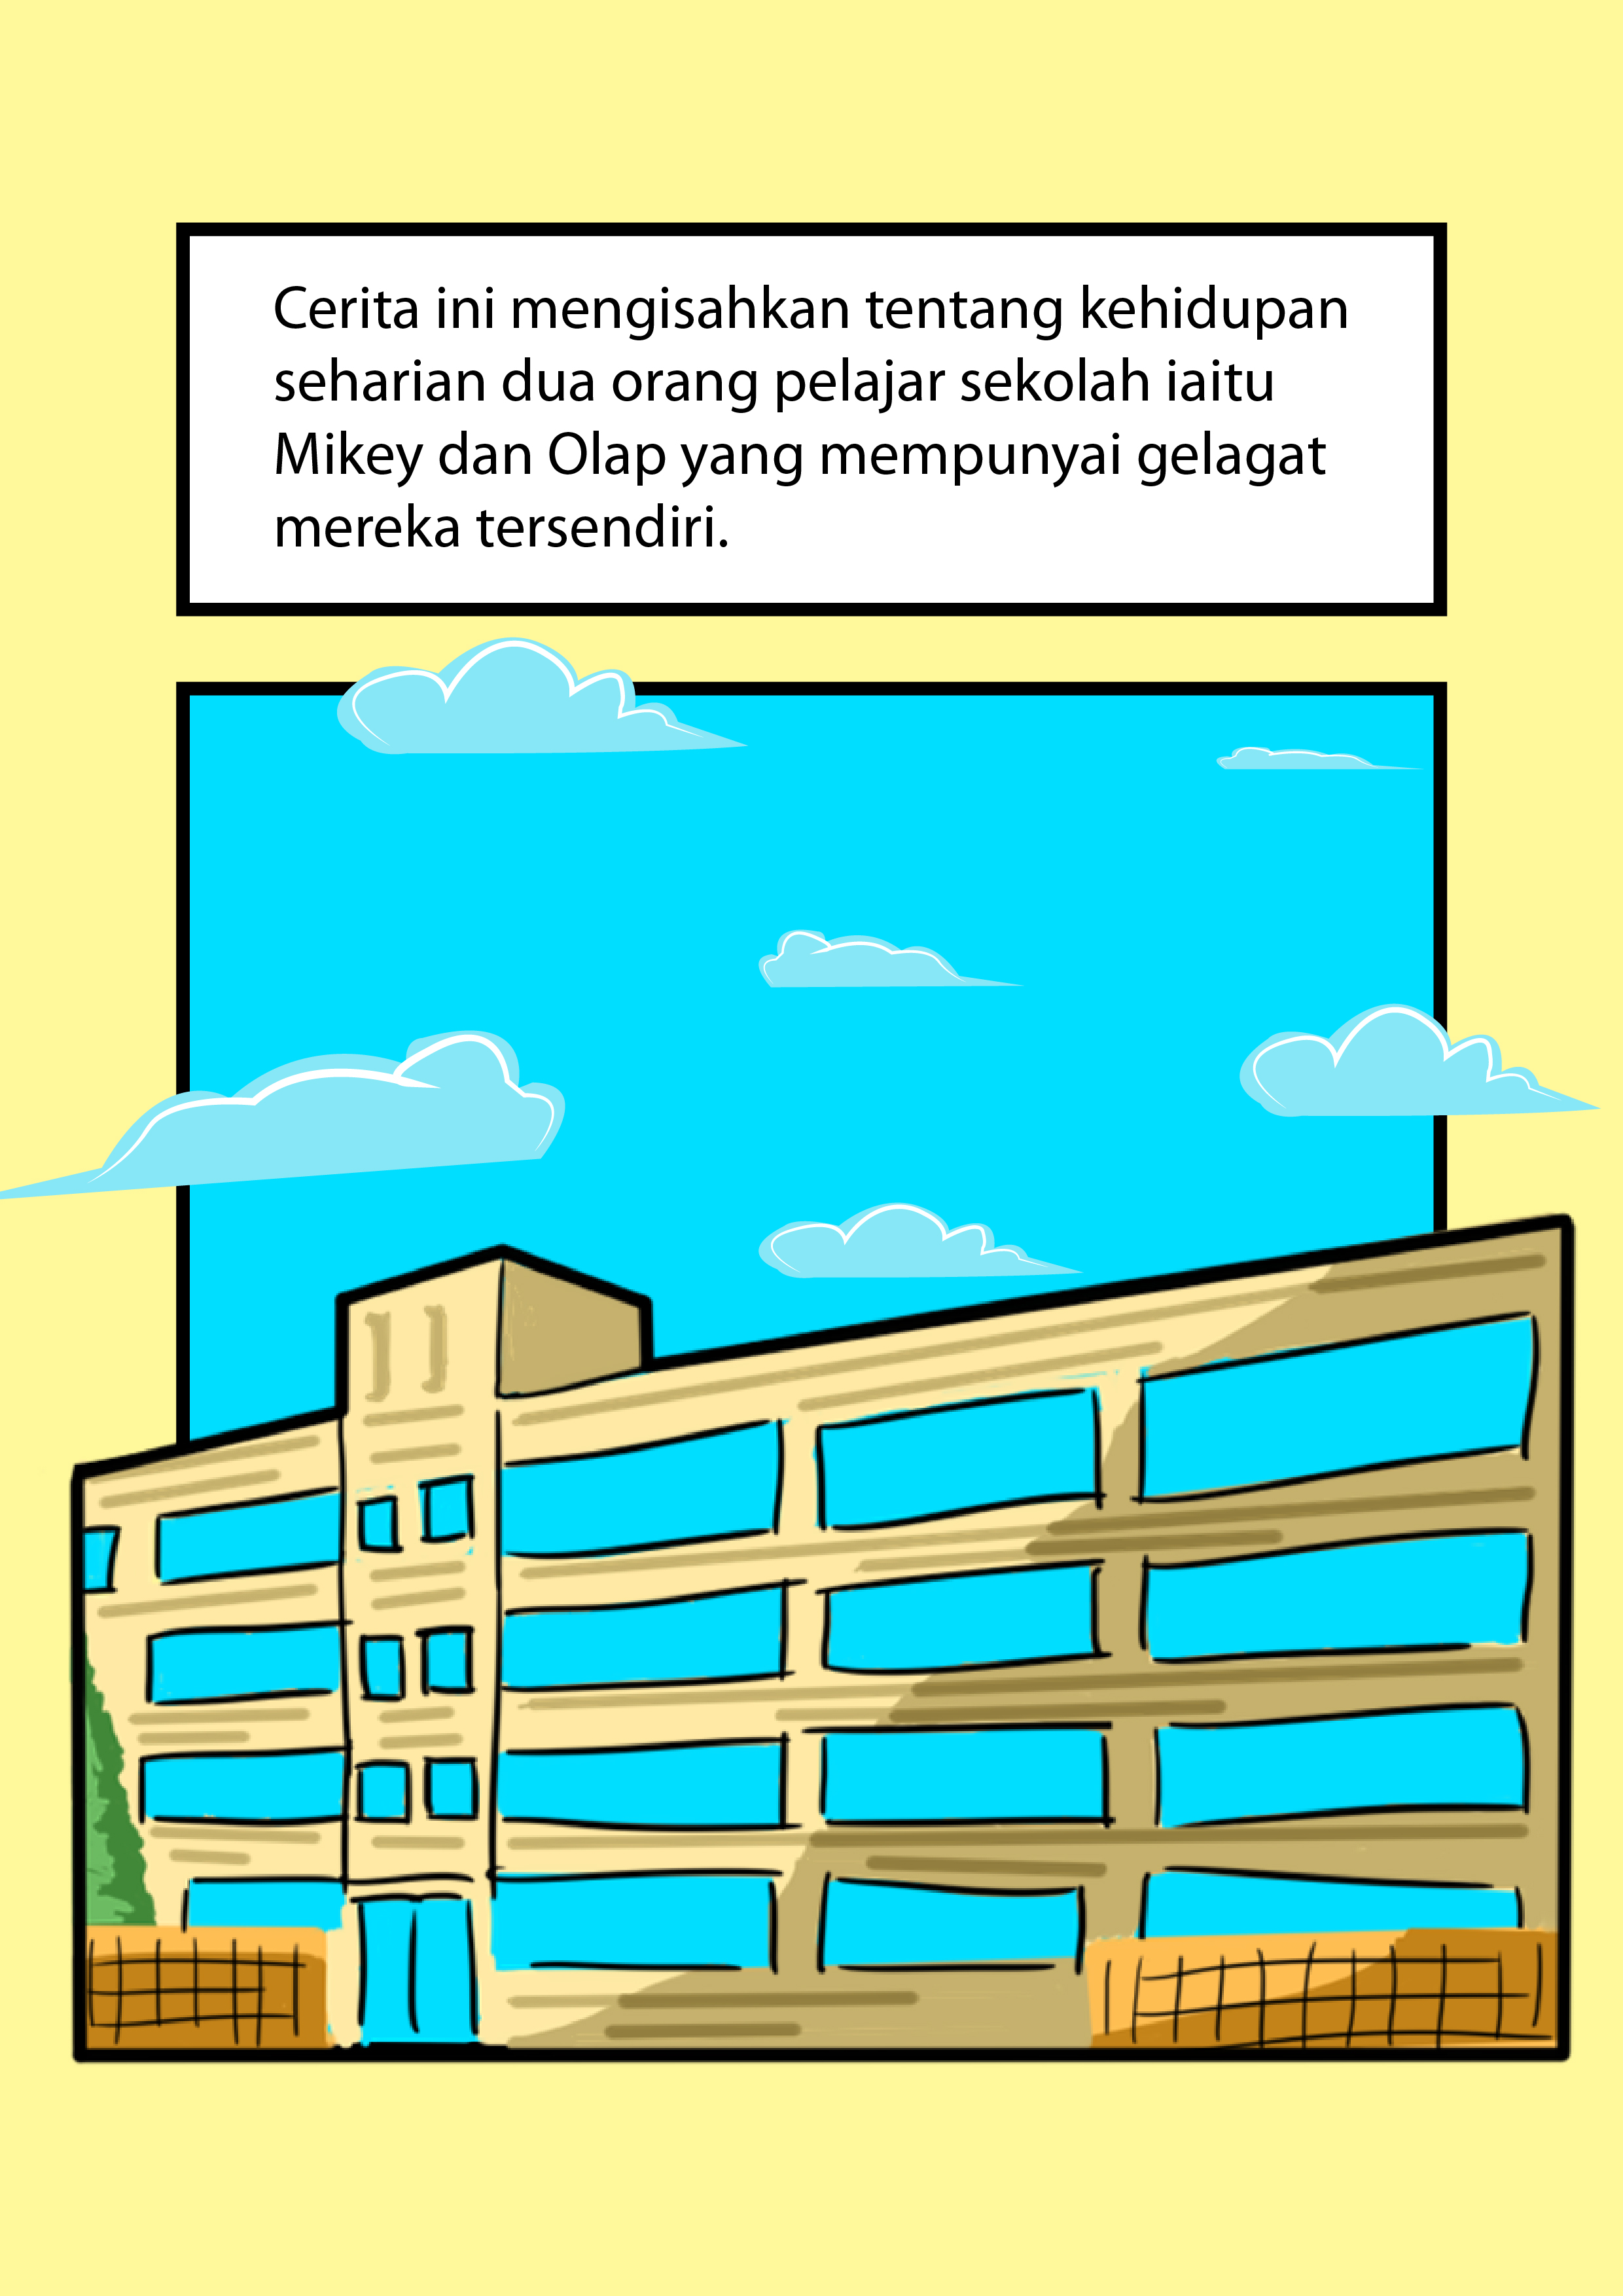 Cerita ini mengisahkan tentang kehidupan
seharian dua orang pelajar sekolah iaitu
Mikey dan Olap yang mempunyai gelagat
mereka tersendiri.